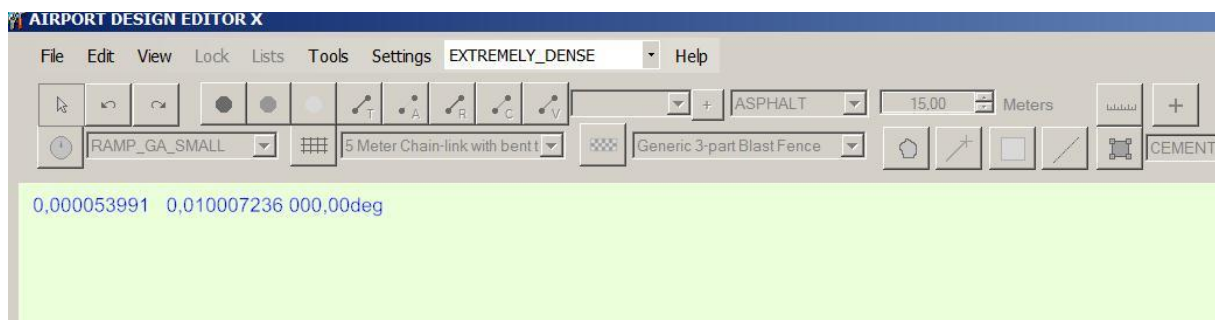 AIRPORT DESIGN EDITOR X
File Edit View Lock Lists Tools Settings EXTREMELY_DENSE Help
T A R C V + ASPHALT 15,00 Meters +
RAMP_GA_SMALL 5 Meter Chain-link with bent t Generic 3-part Blast Fence CEMENT
0,000053991 0,010007236 000,00deg